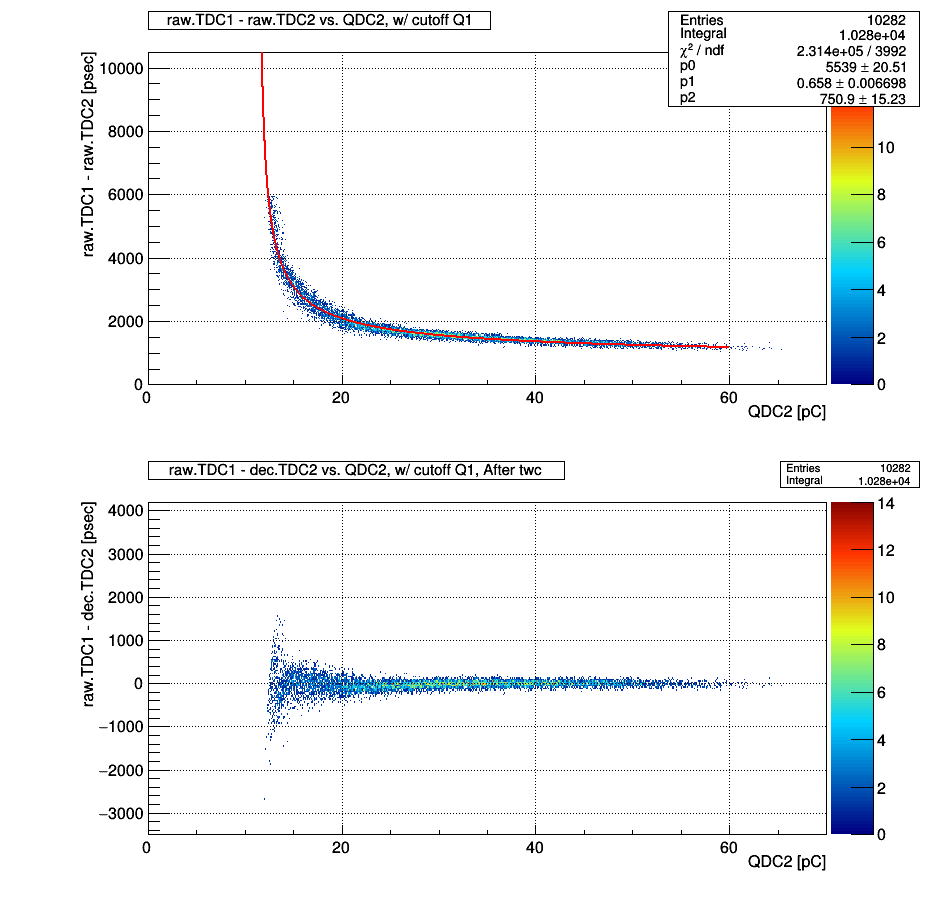 raw.TDC1 - raw.TDC2 vs. QDC2, w/ cutoff Q1
Entries 10282
Integral 1.028e+04
χ² / ndf 2.314e+05 / 3992
p0 5539 ± 20.51
p1 0.658 ± 0.006698
p2 750.9 ± 15.23
raw.TDC1 - raw.TDC2 [psec]
10000
8000
6000
4000
2000
0
0 20 40 60
QDC2 [pC]
10
8
6
4
2
0
raw.TDC1 - dec.TDC2 vs. QDC2, w/ cutoff Q1, After twc
Entries 10282
Integral 1.028e+04
raw.TDC1 - dec.TDC2 [psec]
4000
3000
2000
1000
0
−1000
−2000
−3000
0 20 40 60
QDC2 [pC]
14
12
10
8
6
4
2
0